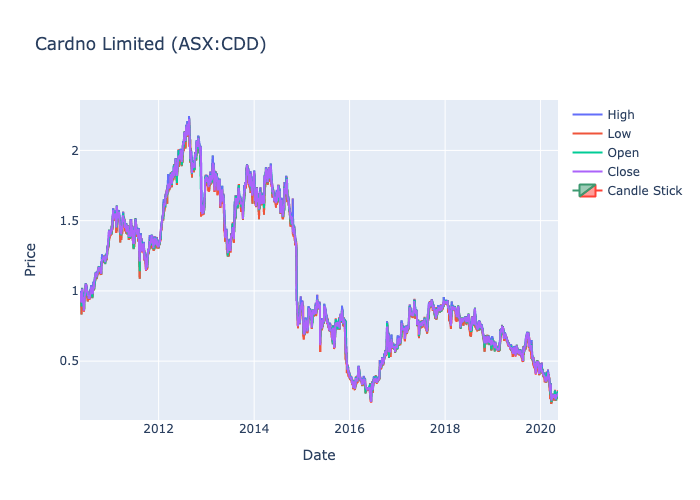 Cardno Limited (ASX:CDD)
High
Low
Open
Close
Candle Stick
2
1.5
1
0.5
Price
2012
2014
2016
2018
2020
Date